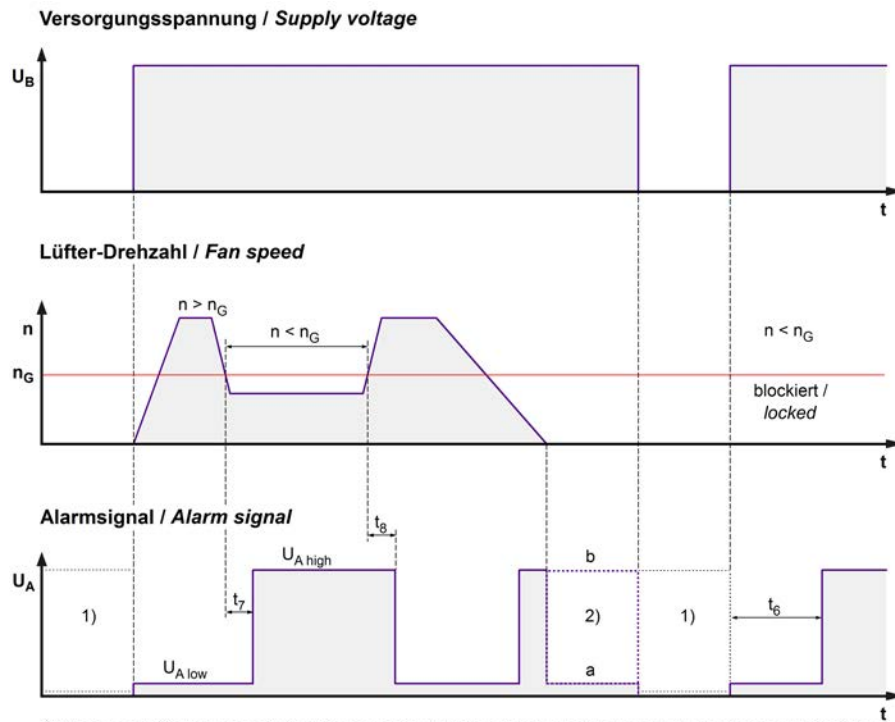 Versorgungsspannung / Supply voltage
U_B
t
Lüfter-Drehzahl / Fan speed
n > n_G
n
n < n_G
n < n_G
n_G
blockiert /
locked
t
Alarmsignal / Alarm signal
t_8
U_A
U_A high
b
1)
t_7
2)
1)
t_6
U_A low
a
t